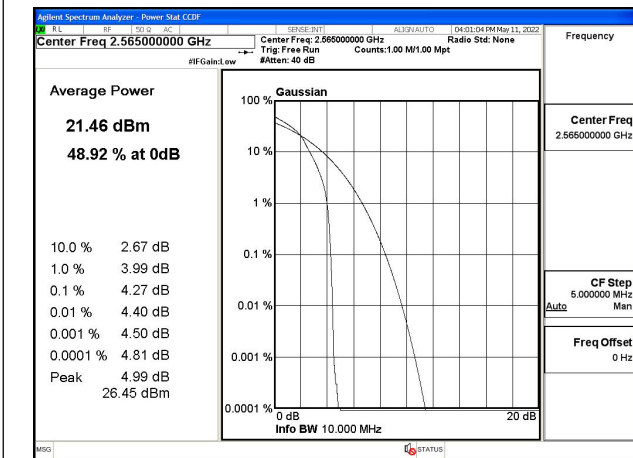 Agilent Spectrum Analyzer - Power Stat CCDF
RL RF 50 Ω AC SENSE:INT ALIGN AUTO 04:01:04 PM May 11, 2022
Center Freq 2.565000000 GHz
Center Freq: 2.565000000 GHz Radio Std: None
Trig: Free Run Counts:1.00 M/1.00 Mpt
#IFGain:Low #Atten: 40 dB
Frequency
Average Power
21.46 dBm
48.92 % at 0dB
10.0 % 2.67 dB
1.0 % 3.99 dB
0.1 % 4.27 dB
0.01 % 4.40 dB
0.001 % 4.50 dB
0.0001 % 4.81 dB
Peak 4.99 dB
26.45 dBm
Gaussian
100 %
10 %
1 %
0.1 %
0.01 %
0.001 %
0.0001 %
0 dB 20 dB
Info BW 10.000 MHz
Center Freq
2.565000000 GHz
CF Step
5.000000 MHz
Auto Man
Freq Offset
0 Hz
MSG STATUS